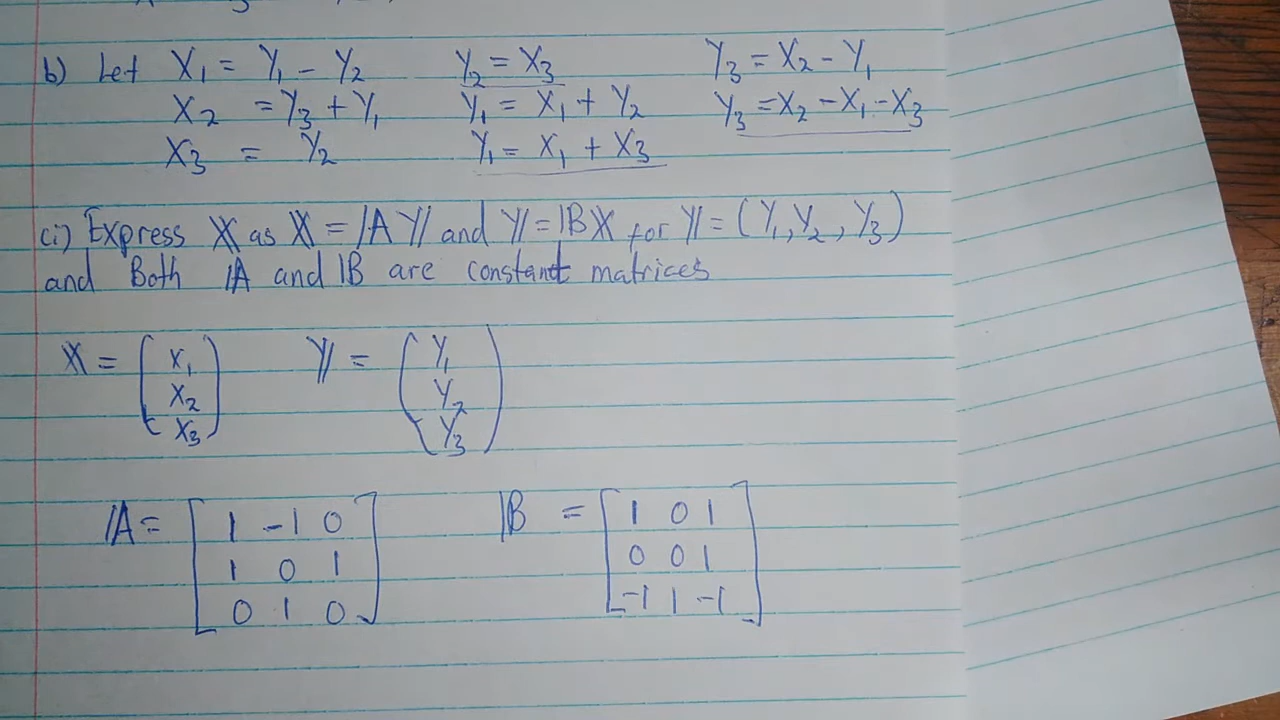 b) Let X₁ = Y₁ - Y₂ Y₂ = X₃ Y₃ = X₂ - Y₁
X₂ = Y₃ + Y₁ Y₁ = X₁ + Y₂ Y₃ = X₂ - X₁ - X₃
X₃ = Y₂ Y₁ = X₁ + X₃
ci) Express 𝕏 as 𝕏 = 𝔸𝕐 and 𝕐 = 𝔹𝕏 for 𝕐 = (Y₁, Y₂, Y₃)
and Both 𝔸 and 𝔹 are constant matrices
𝕏 = ( X₁ 𝕐 = ( Y₁
X₂ Y₂
X₃ ) Y₃ )
𝔸 = [ 1 -1 0 𝔹 = [ 1 0 1
1 0 1 0 0 1
0 1 0 ] -1 1 -1 ]